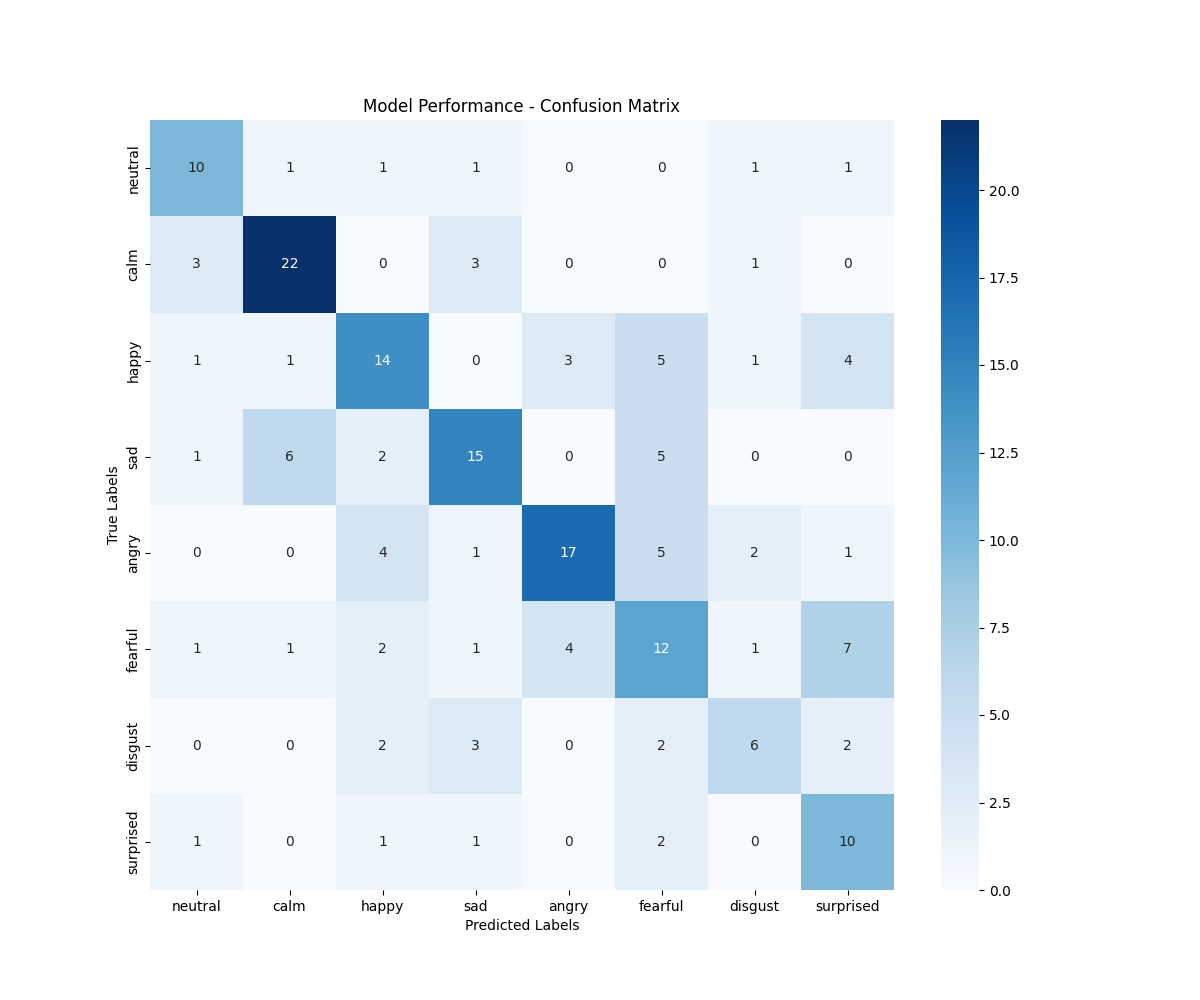 Model Performance - Confusion Matrix
True Labels
neutral 10 1 1 1 0 0 1 1
calm 3 22 0 3 0 0 1 0
happy 1 1 14 0 3 5 1 4
sad 1 6 2 15 0 5 0 0
angry 0 0 4 1 17 5 2 1
fearful 1 1 2 1 4 12 1 7
disgust 0 0 2 3 0 2 6 2
surprised 1 0 1 1 0 2 0 10
neutral calm happy sad angry fearful disgust surprised
Predicted Labels
20.0
17.5
15.0
12.5
10.0
7.5
5.0
2.5
0.0